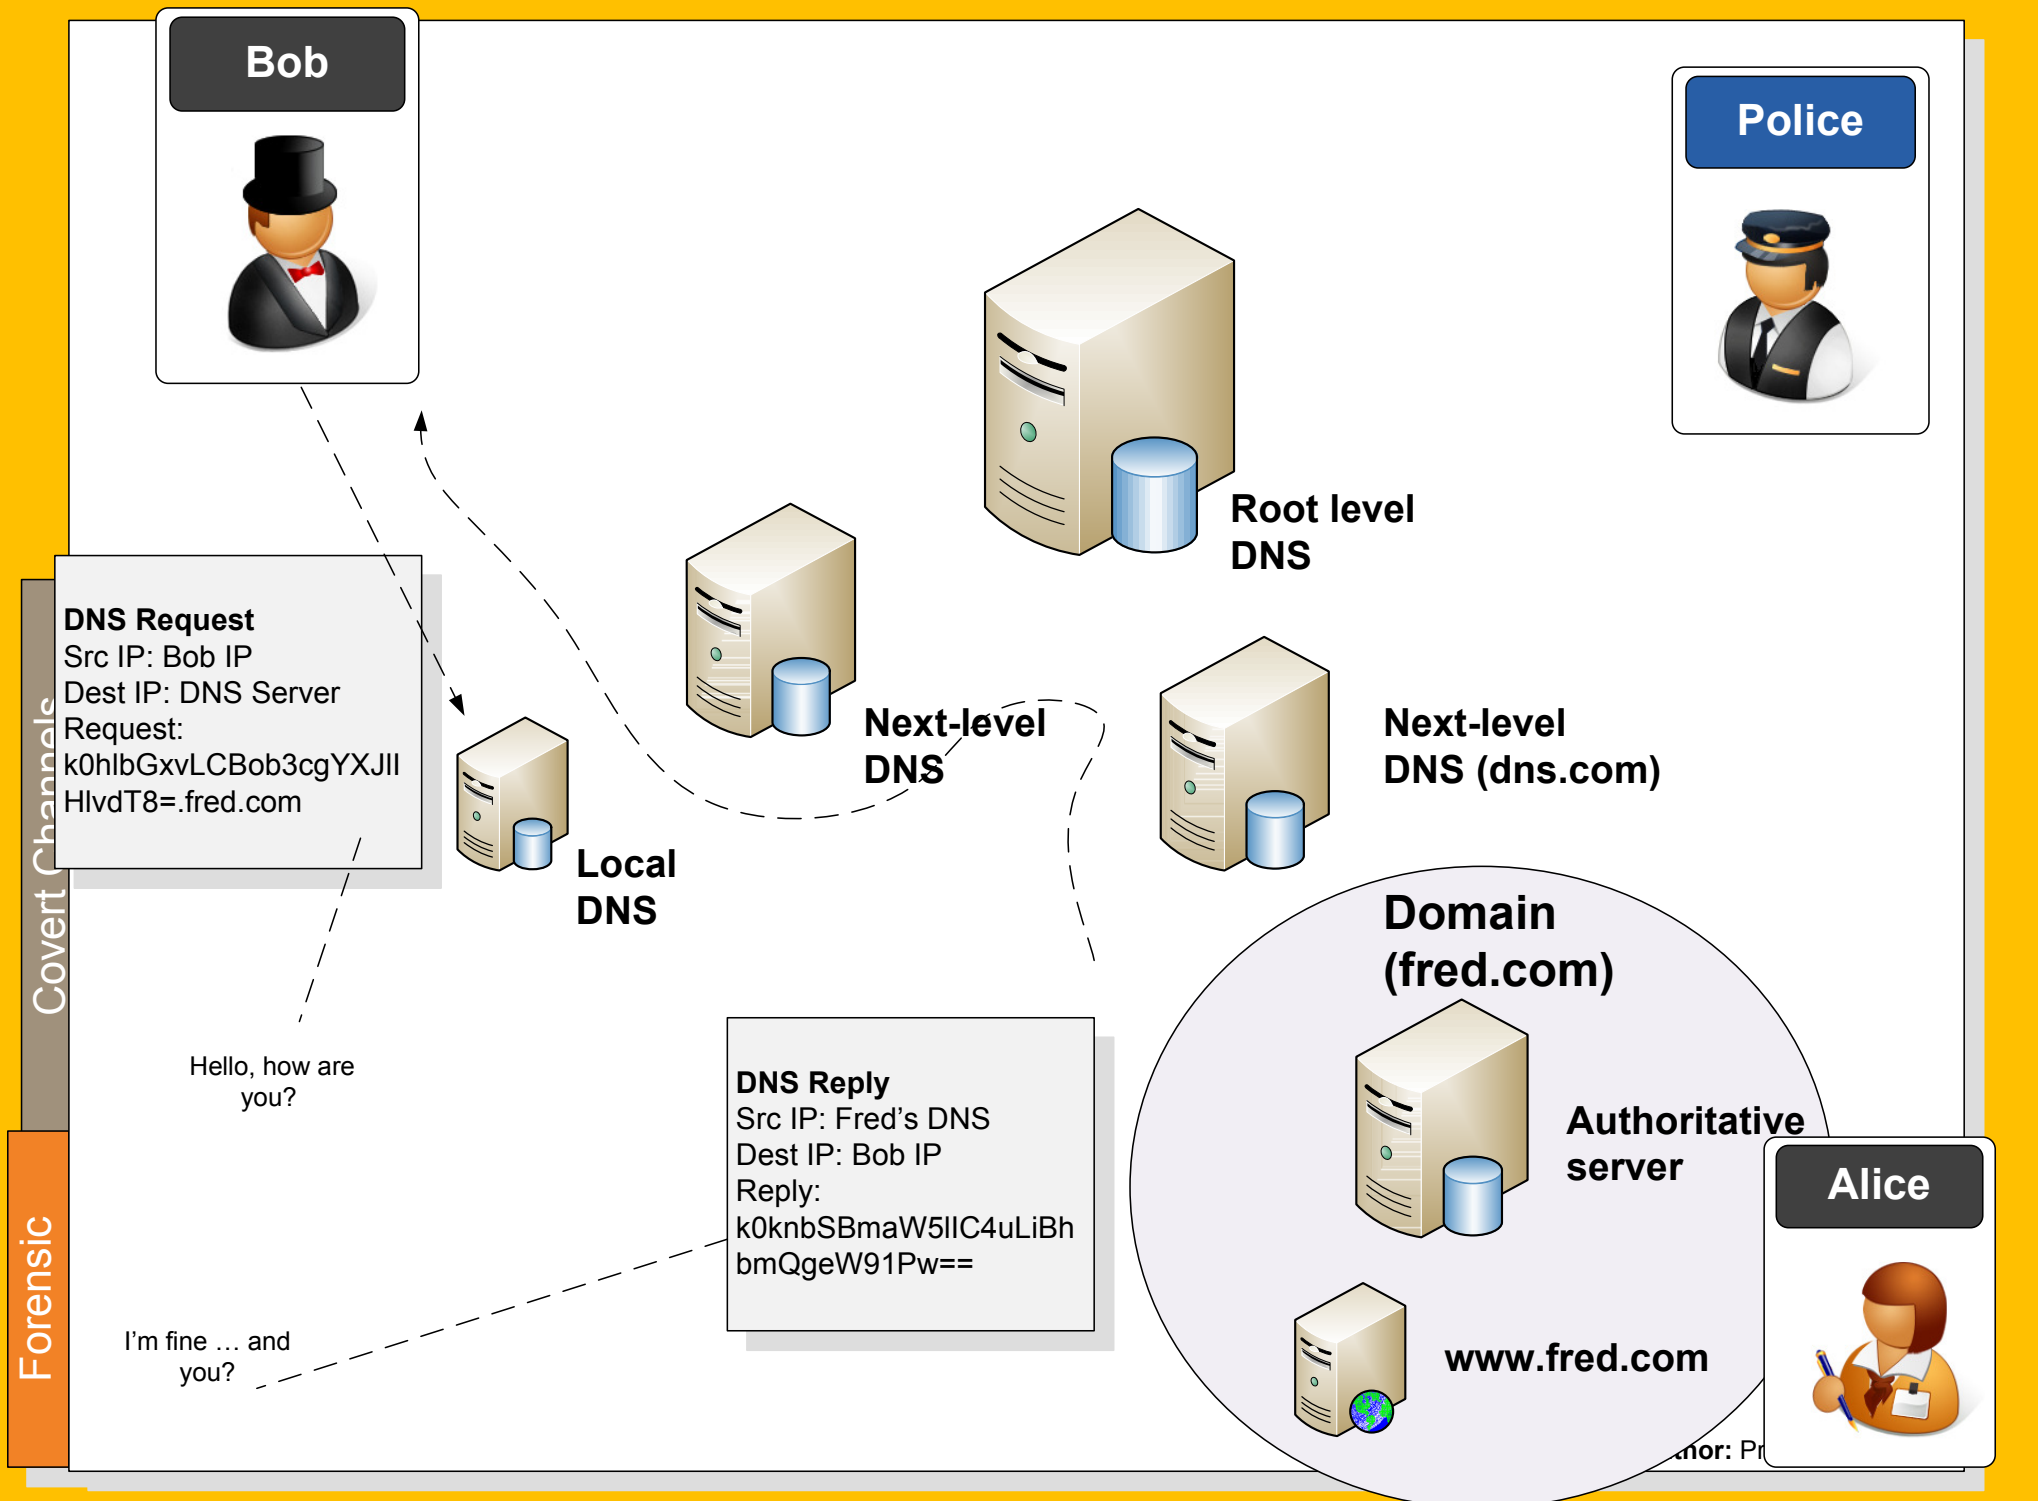 Bob
Police
Root level
DNS
DNS Request
Src IP: Bob IP
Dest IP: DNS Server
Request:
k0hlbGxvLCBob3cgYXJlI
HlvdT8=.fred.com
Next-level
DNS
Next-level
DNS (dns.com)
Local
DNS
Domain
(fred.com)
Hello, how are
you?
DNS Reply
Src IP: Fred's DNS
Dest IP: Bob IP
Reply:
k0knbSBmaW5lIC4uLiBh
bmQgeW91Pw==
Authoritative
server
Alice
I'm fine … and
you?
www.fred.com
Covert Channels
Forensic